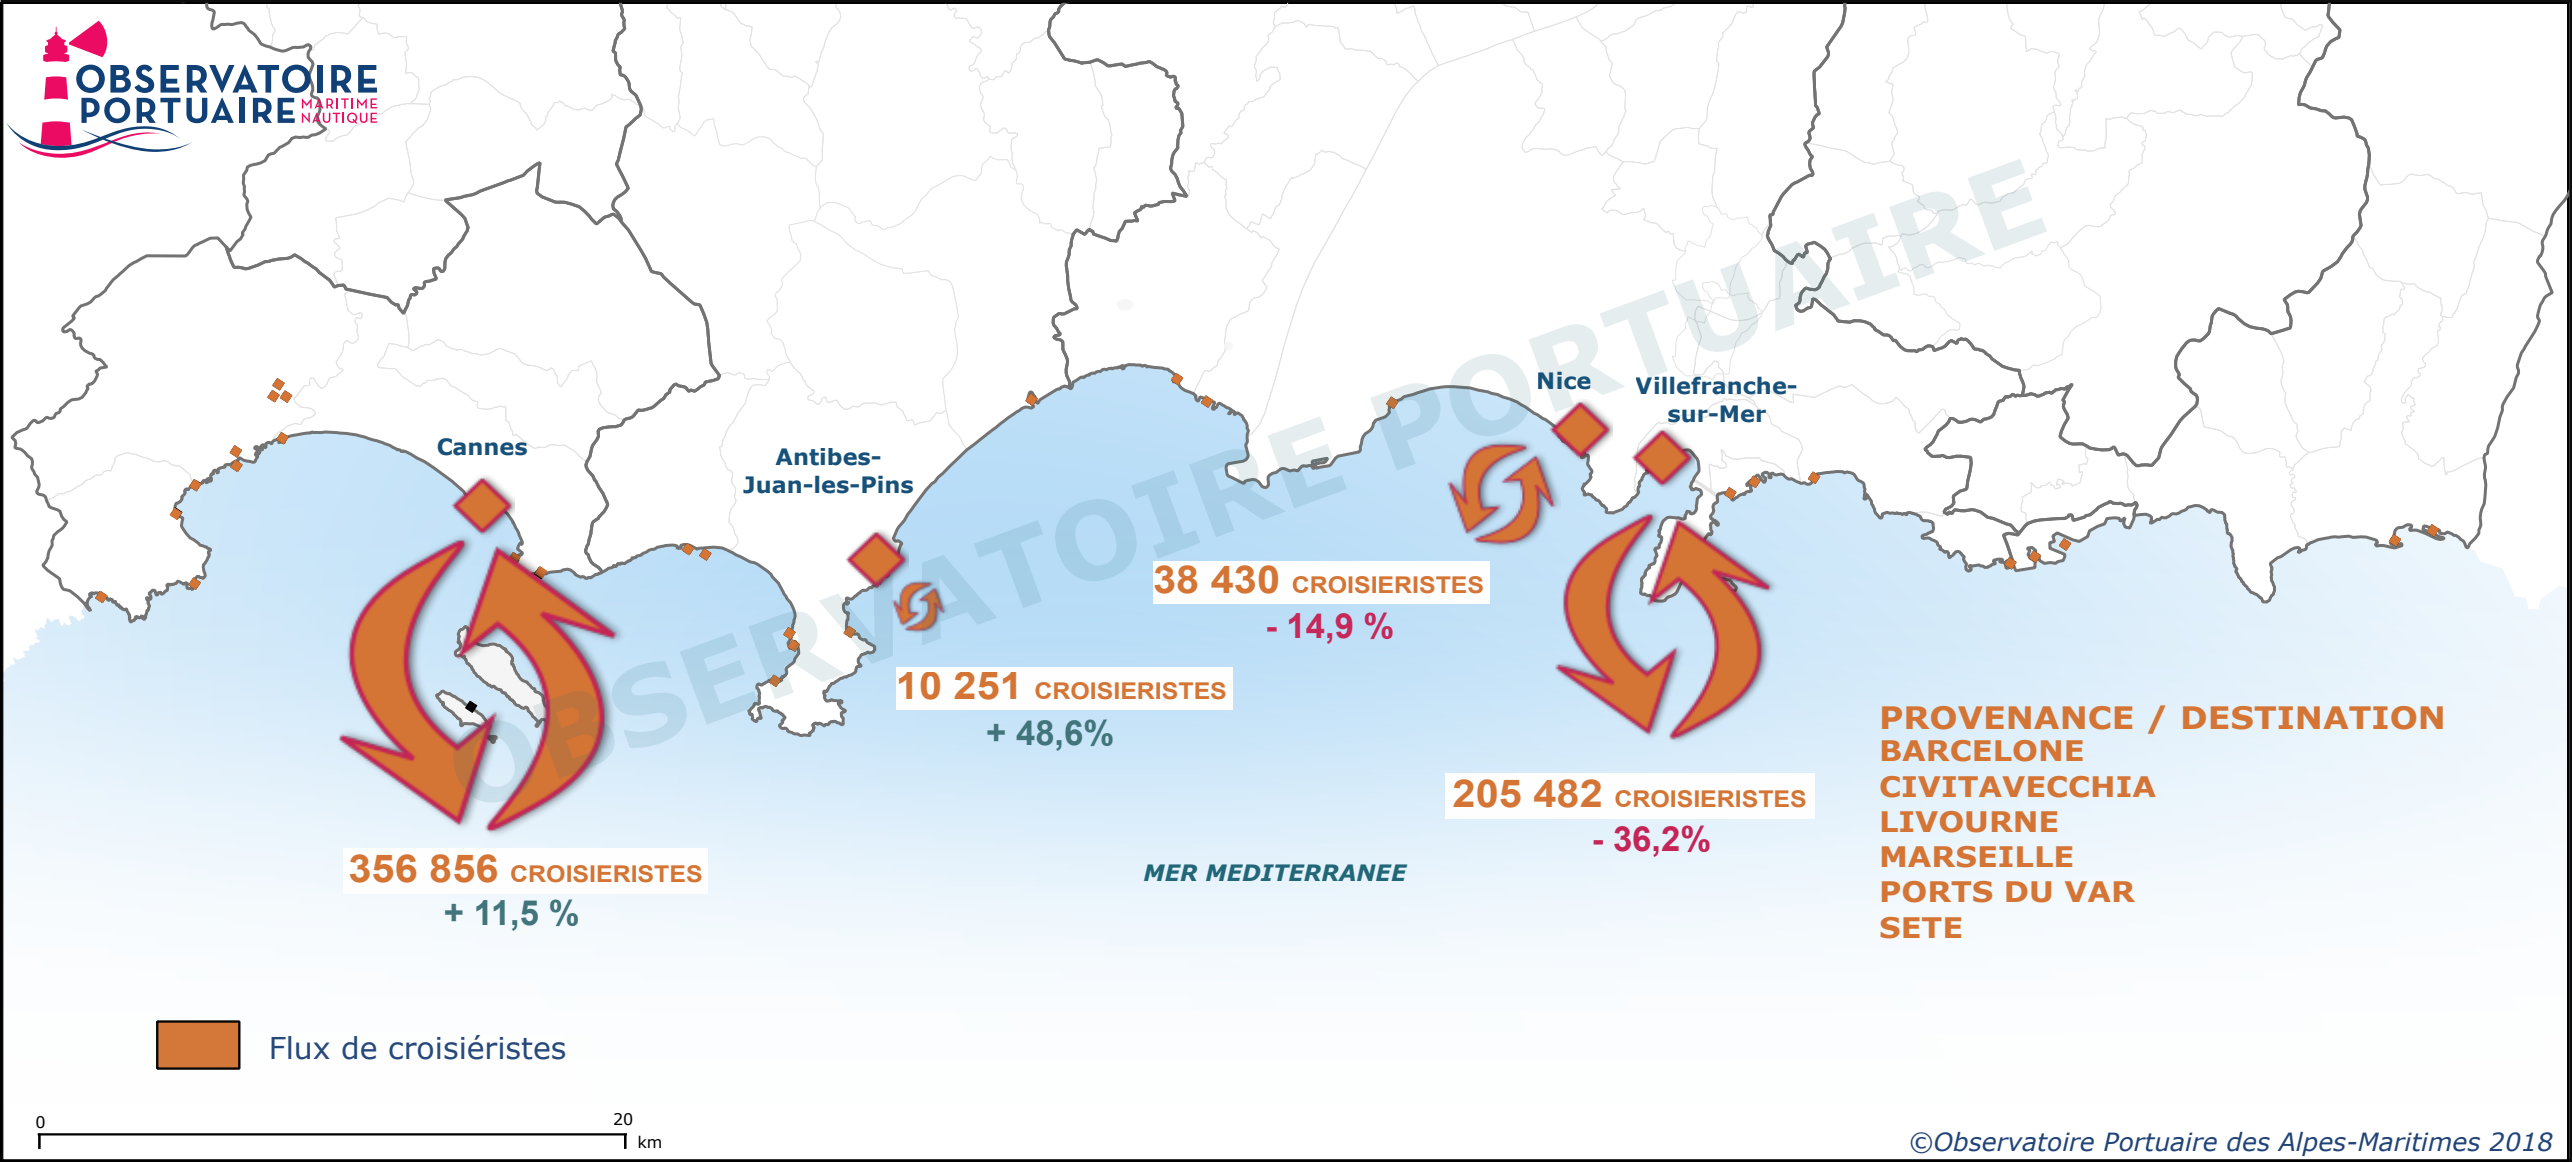 OBSERVATOIRE
PORTUAIRE MARITIME
NAUTIQUE
Nice
Villefranche-
sur-Mer
Cannes
Antibes-
Juan-les-Pins
OBSERVATOIRE PORTUAIRE
38 430 CROISIERISTES
- 14,9 %
10 251 CROISIERISTES
+ 48,6%
205 482 CROISIERISTES
- 36,2%
356 856 CROISIERISTES
+ 11,5 %
MER MEDITERRANEE
PROVENANCE / DESTINATION
BARCELONE
CIVITAVECCHIA
LIVOURNE
MARSEILLE
PORTS DU VAR
SETE
Flux de croisiéristes
0 20
km
©Observatoire Portuaire des Alpes-Maritimes 2018